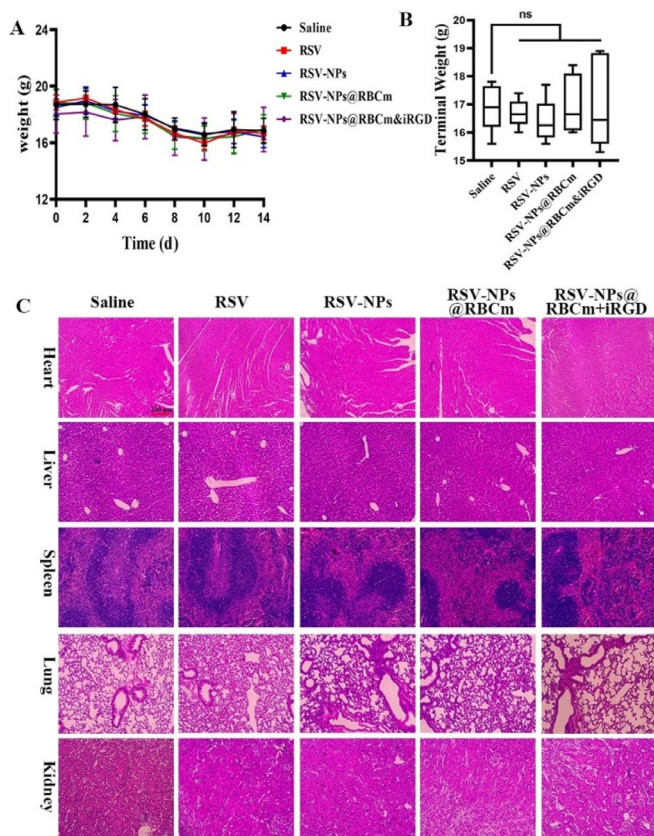 A
weight (g)
24
20
16
12
0
2
4
6
8
10
12
14
Time (d)
Saline
RSV
RSV-NPs
RSV-NPs@RBCm
RSV-NPs@RBCm&iRGD
B
Terminal Weight (g)
20
19
18
17
16
15
ns
Saline
RSV
RSV-NPs
RSV-NPs@RBCm
RSV-NPs@RBCm&iRGD
C
Saline
RSV
RSV-NPs
RSV-NPs
@RBCm
RSV-NPs@
RBCm+iRGD
Heart
Liver
Spleen
Lung
Kidney